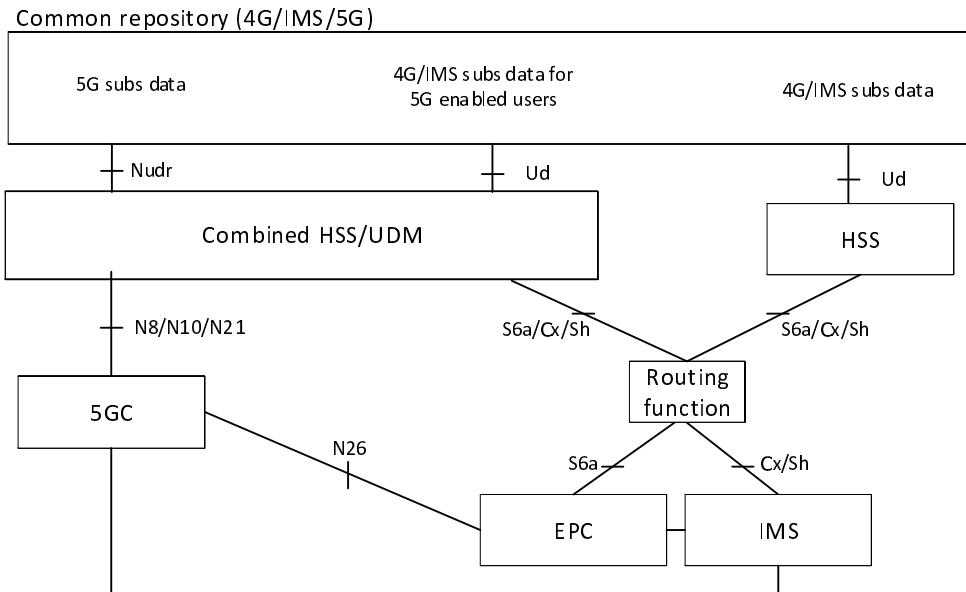 Common repository (4G/IMS/5G)
5G subs data
4G/IMS subs data for
5G enabled users
4G/IMS subs data
Nudr
Ud
Ud
Combined HSS/UDM
HSS
N8/N10/N21
S6a/Cx/Sh
S6a/Cx/Sh
Routing
function
5GC
N26
S6a
Cx/Sh
EPC
IMS